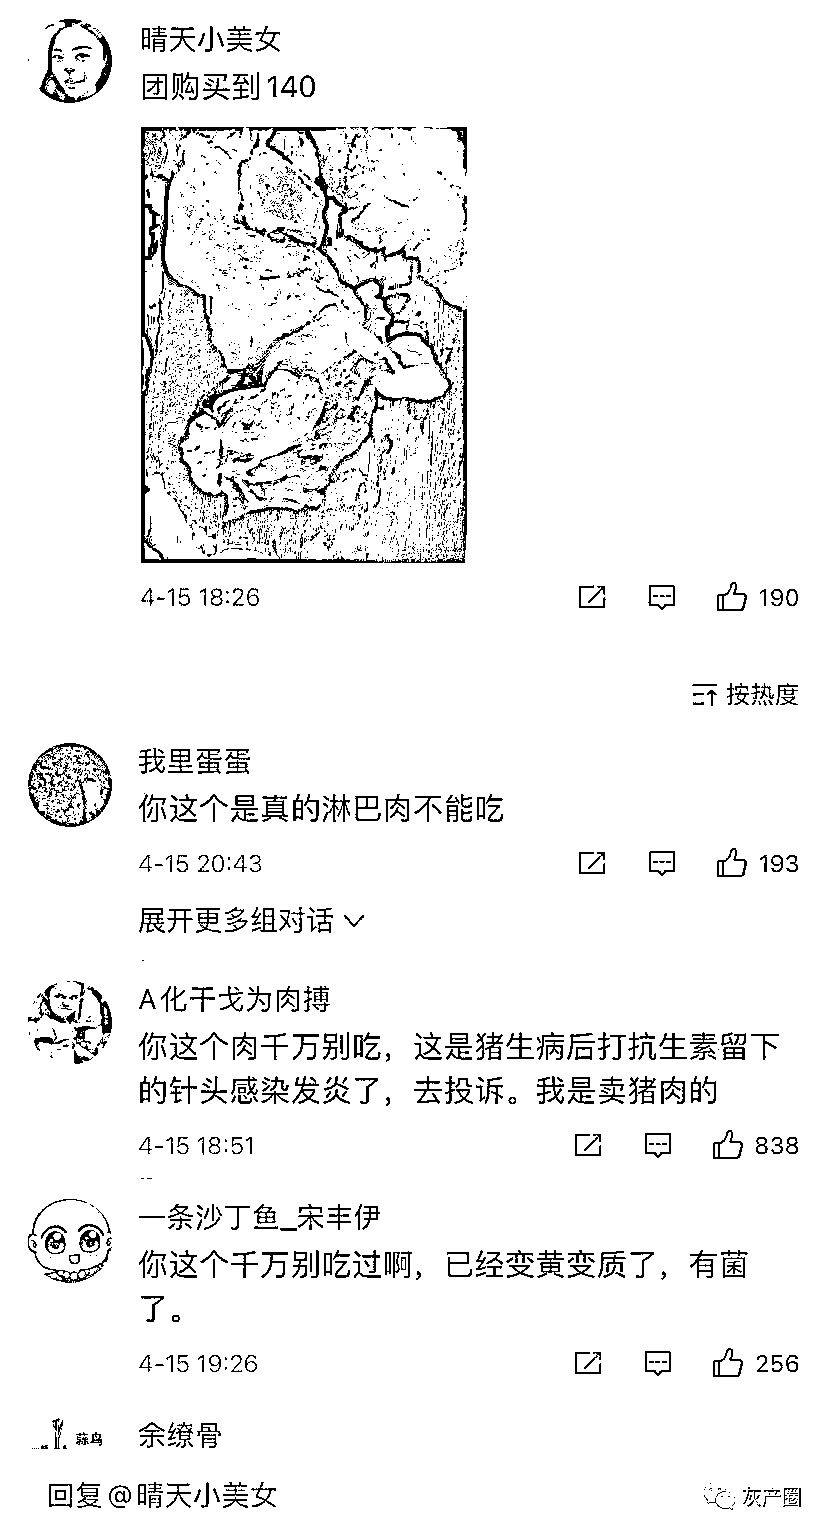 晴天小美女
团购买到140
4-15 18:26
190
按热度
我里蛋蛋
你这个是真的淋巴肉不能吃
4-15 20:43
193
展开更多组对话
A化干戈为肉搏
你这个肉千万别吃，这是猪生病后打抗生素留下
的针头感染发炎了，去投诉。我是卖猪肉的
4-15 18:51
838
一条沙丁鱼_宋丰伊
你这个千万别吃过啊，已经变黄变质了，有菌
了。
4-15 19:26
256
蒜鸟
余缭骨
回复@晴天小美女
灰产圈